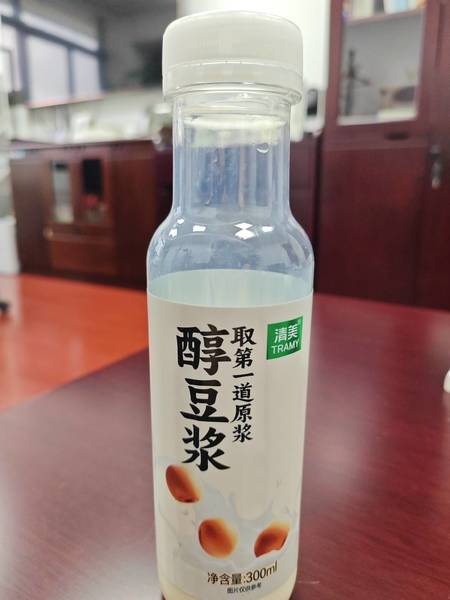 清美
TRAMY
取第一道原浆
醇豆浆
净含量:300ml
图片仅供参考